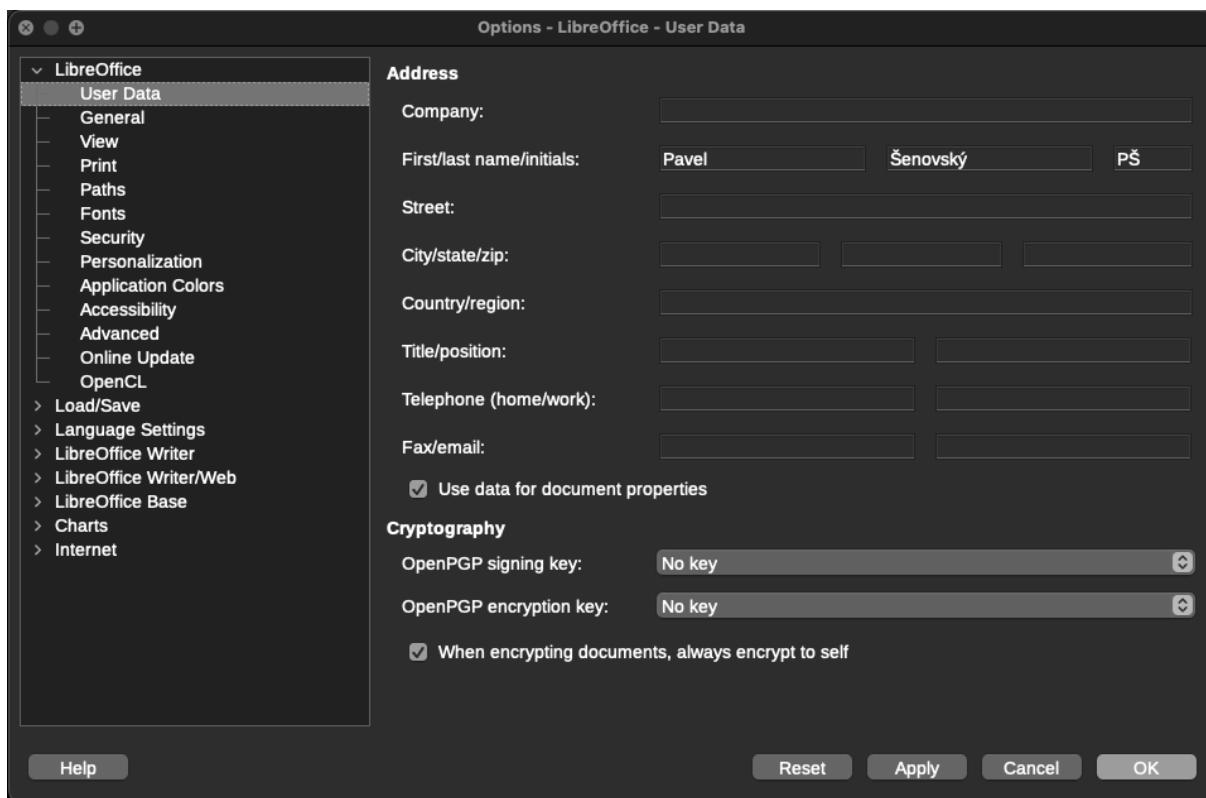 Options - LibreOffice - User Data
LibreOffice
User Data
General
View
Print
Paths
Fonts
Security
Personalization
Application Colors
Accessibility
Advanced
Online Update
OpenCL
Load/Save
Language Settings
LibreOffice Writer
LibreOffice Writer/Web
LibreOffice Base
Charts
Internet
Address
Company:
First/last name/initials: Pavel Šenovský PŠ
Street:
City/state/zip:
Country/region:
Title/position:
Telephone (home/work):
Fax/email:
Use data for document properties
Cryptography
OpenPGP signing key: No key
OpenPGP encryption key: No key
When encrypting documents, always encrypt to self
Help Reset Apply Cancel OK